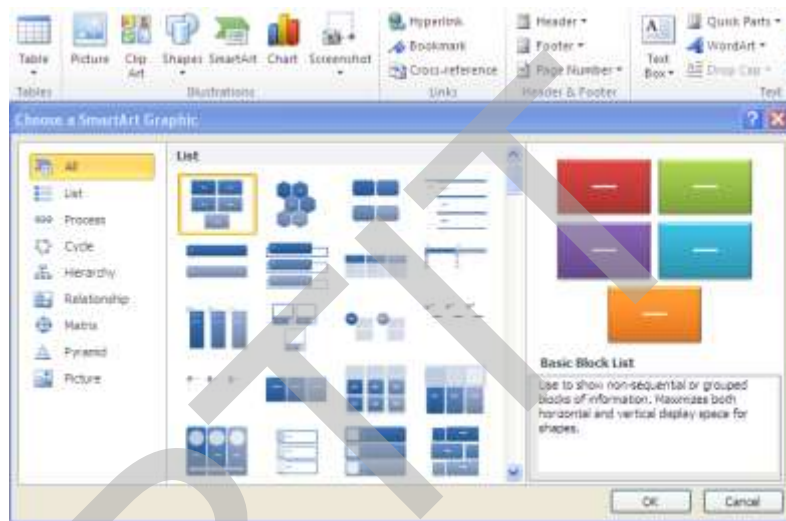 Hyperlink
Header
Quick Parts
Bookmark
Footer
WordArt
Table
Picture
Clip Art
Shapes
SmartArt
Chart
Screenshot
Cross-reference
Page Number
Text Box
Drop Cap
Tables
Illustrations
Links
Header & Footer
Text
Choose a SmartArt Graphic
All
List
Process
Cycle
Hierarchy
Relationship
Matrix
Pyramid
Picture
List
Basic Block List
Use to show non-sequential or grouped
blocks of information. Maximizes both
horizontal and vertical display space for
shapes.
OK
Cancel